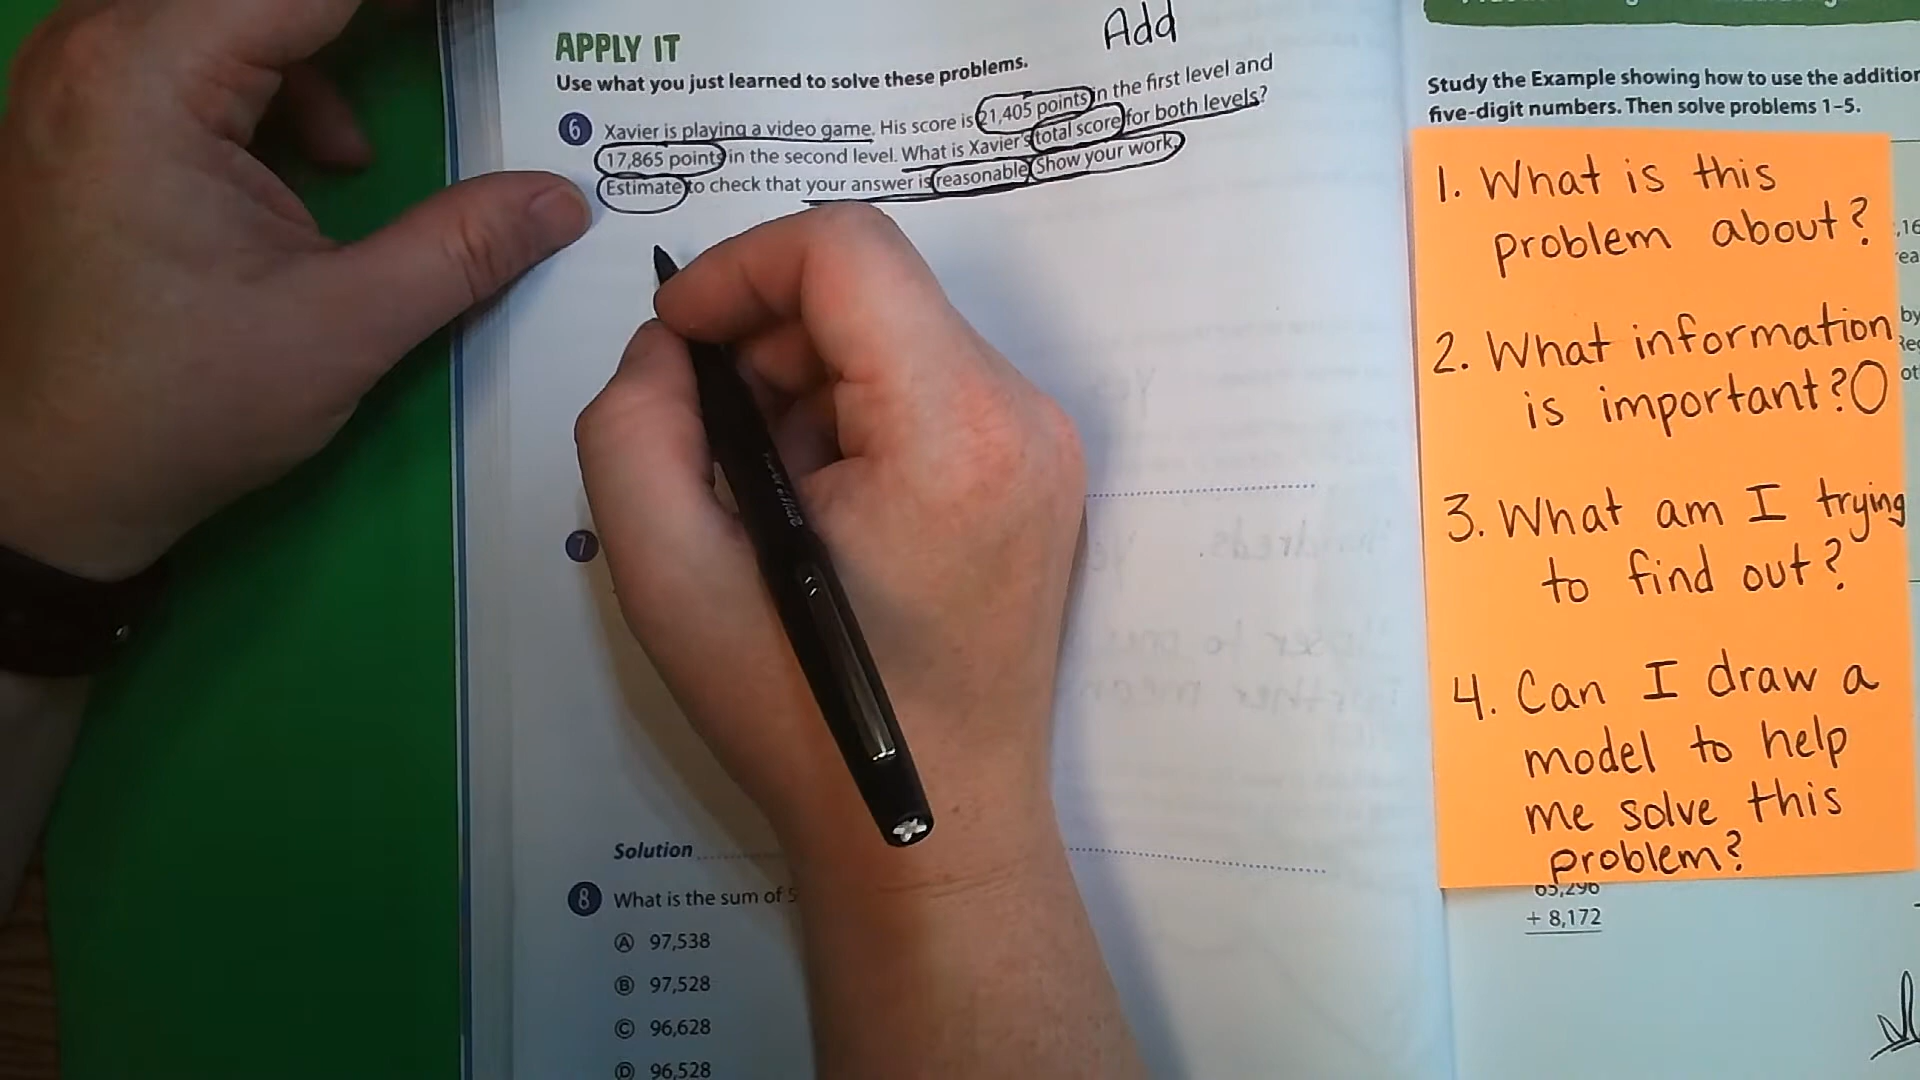 Add
APPLY IT
Use what you just learned to solve these problems.
6 Xavier is playing a video game. His score is 21,405 points in the first level and
17,865 points in the second level. What is Xavier's total score for both levels?
Estimate to check that your answer is reasonable. Show your work.
7
Solution
8 What is the sum of 5
A 97,538
B 97,528
C 96,628
D 96,528
Study the Example showing how to use the addition
five-digit numbers. Then solve problems 1–5.
1. What is this
problem about?
2. What information
is important?
3. What am I trying
to find out?
4. Can I draw a
model to help
me solve this
problem?
65,296
+ 8,172